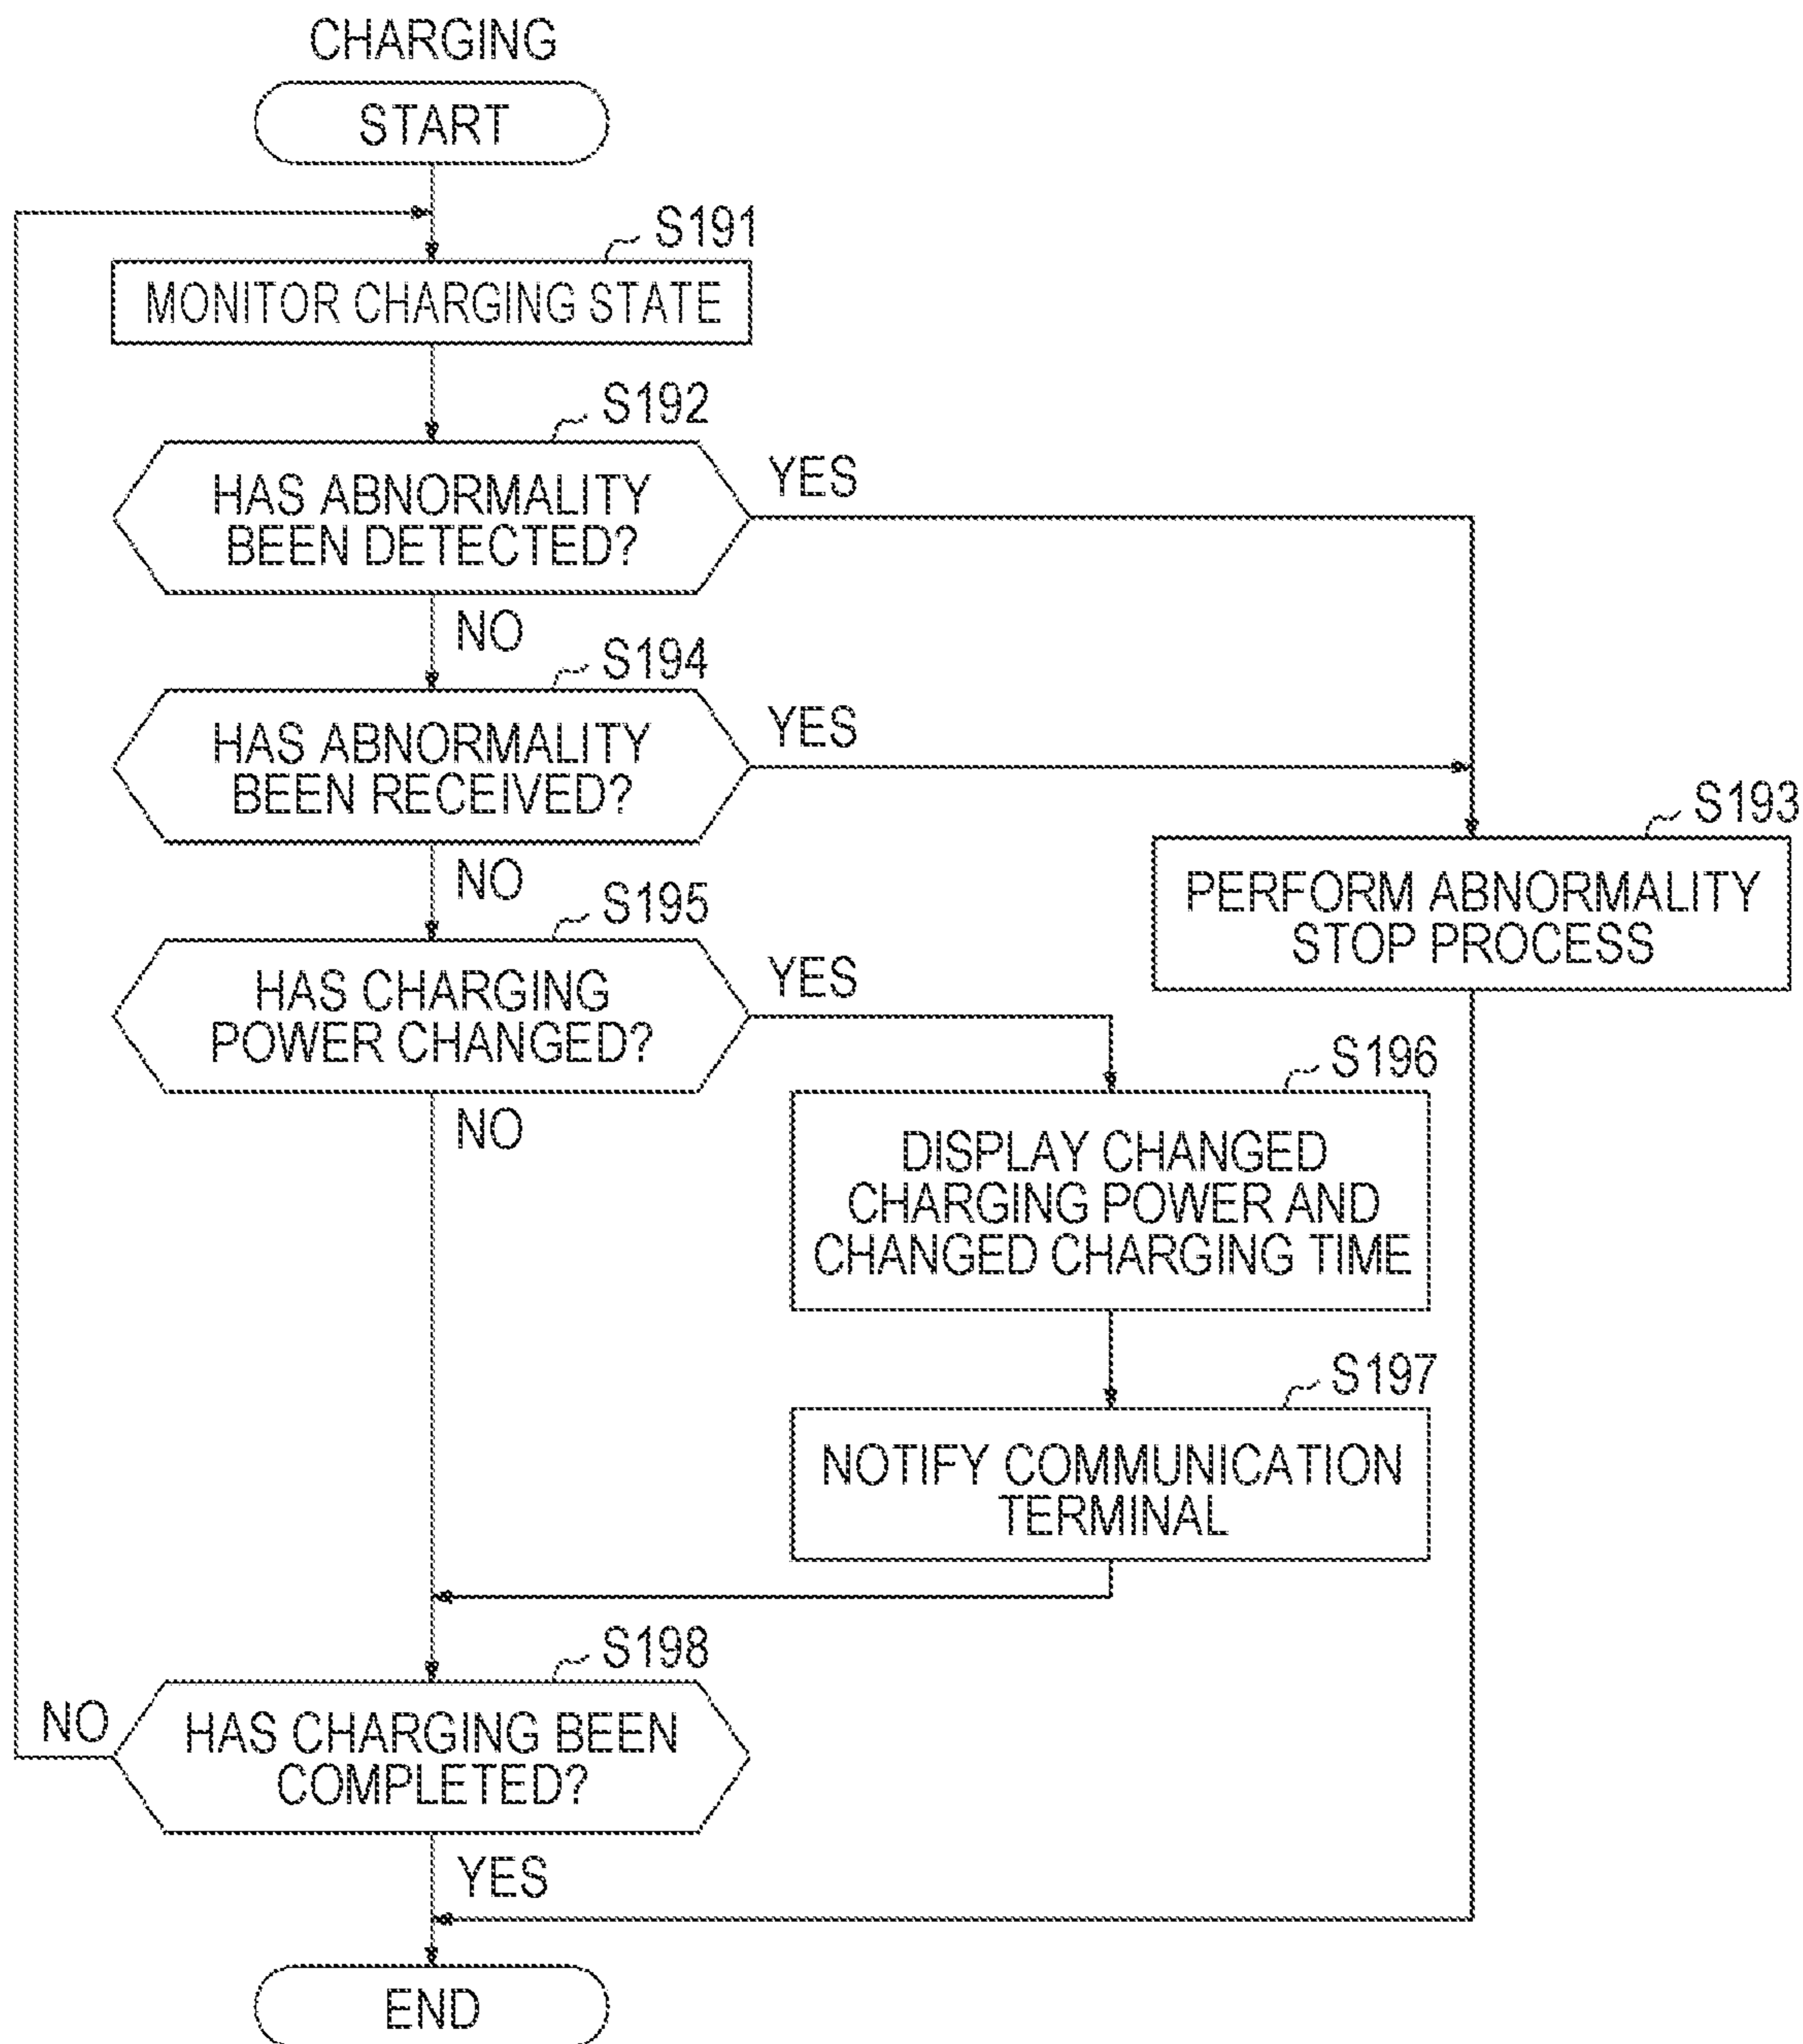 CHARGING
START
S191
MONITOR CHARGING STATE
S192
HAS ABNORMALITY
BEEN DETECTED?
YES
NO
S194
HAS ABNORMALITY
BEEN RECEIVED?
YES
NO
S193
PERFORM ABNORMALITY
STOP PROCESS
S195
HAS CHARGING
POWER CHANGED?
YES
NO
S196
DISPLAY CHANGED
CHARGING POWER AND
CHANGED CHARGING TIME
S197
NOTIFY COMMUNICATION
TERMINAL
S198
HAS CHARGING BEEN
COMPLETED?
NO
YES
END